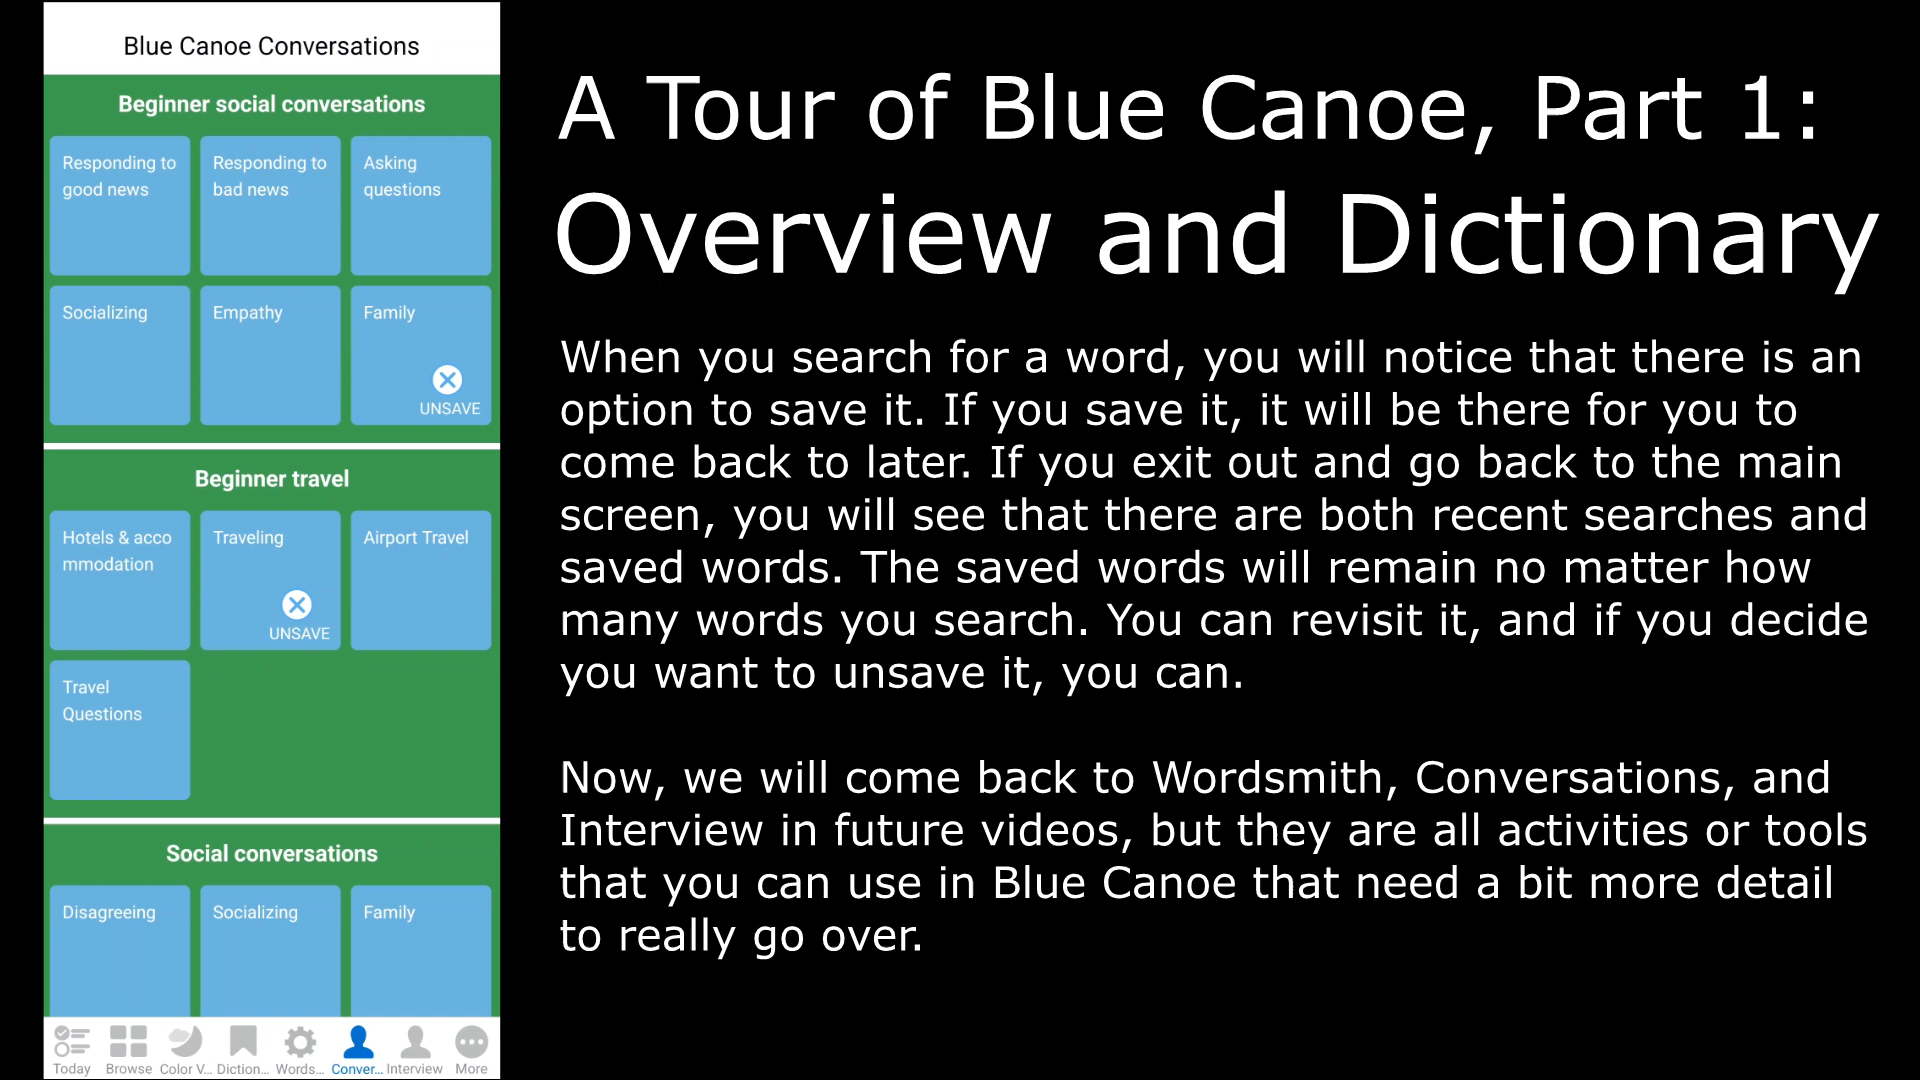 Blue Canoe Conversations
Beginner social conversations
Responding to
good news
Responding to
bad news
Asking
questions
Socializing
Empathy
Family
UNSAVE
Beginner travel
Hotels & acco
mmodation
Traveling
UNSAVE
Airport Travel
Travel
Questions
Social conversations
Disagreeing
Socializing
Family
Today
Browse
Color V...
Diction...
Words...
Conver...
Interview
More
A Tour of Blue Canoe, Part 1:
Overview and Dictionary
When you search for a word, you will notice that there is an
option to save it. If you save it, it will be there for you to
come back to later. If you exit out and go back to the main
screen, you will see that there are both recent searches and
saved words. The saved words will remain no matter how
many words you search. You can revisit it, and if you decide
you want to unsave it, you can.
Now, we will come back to Wordsmith, Conversations, and
Interview in future videos, but they are all activities or tools
that you can use in Blue Canoe that need a bit more detail
to really go over.